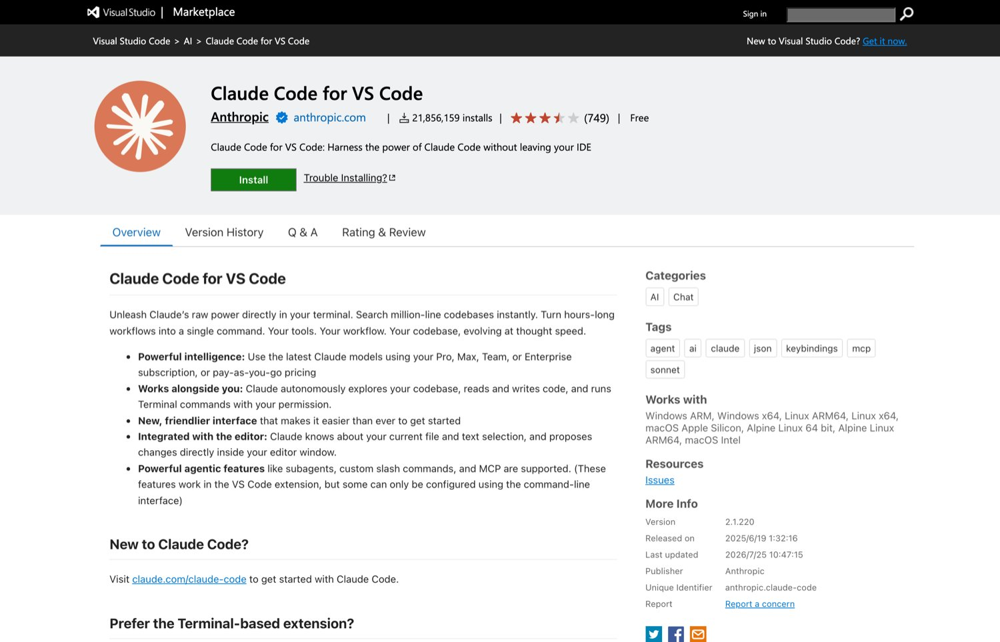 Visual Studio | Marketplace
Sign in
Visual Studio Code > AI > Claude Code for VS Code
New to Visual Studio Code? Get it now.
Claude Code for VS Code
Anthropic anthropic.com | 21,856,159 installs | (749) | Free
Claude Code for VS Code: Harness the power of Claude Code without leaving your IDE
Install Trouble Installing?
Overview Version History Q & A Rating & Review
Claude Code for VS Code
Unleash Claude’s raw power directly in your terminal. Search million-line codebases instantly. Turn hours-long
workflows into a single command. Your tools. Your workflow. Your codebase, evolving at thought speed.
• Powerful intelligence: Use the latest Claude models using your Pro, Max, Team, or Enterprise
subscription, or pay-as-you-go pricing
• Works alongside you: Claude autonomously explores your codebase, reads and writes code, and runs
Terminal commands with your permission.
• New, friendlier interface that makes it easier than ever to get started
• Integrated with the editor: Claude knows about your current file and text selection, and proposes
changes directly inside your editor window.
• Powerful agentic features like subagents, custom slash commands, and MCP are supported. (These
features work in the VS Code extension, but some can only be configured using the command-line
interface)
New to Claude Code?
Visit claude.com/claude-code to get started with Claude Code.
Prefer the Terminal-based extension?
Categories
AI Chat
Tags
agent ai claude json keybindings mcp
sonnet
Works with
Windows ARM, Windows x64, Linux ARM64, Linux x64,
macOS Apple Silicon, Alpine Linux 64 bit, Alpine Linux
ARM64, macOS Intel
Resources
Issues
More Info
Version 2.1.220
Released on 2025/6/19 1:32:16
Last updated 2026/7/25 10:47:15
Publisher Anthropic
Unique Identifier anthropic.claude-code
Report Report a concern